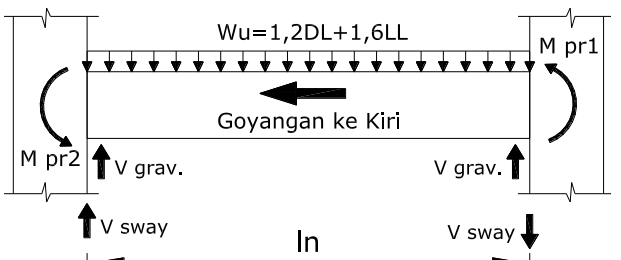 Wu=1,2DL+1,6LL
M pr1
Goyangan ke Kiri
M pr2
V grav.
V grav.
V sway
V sway
ln